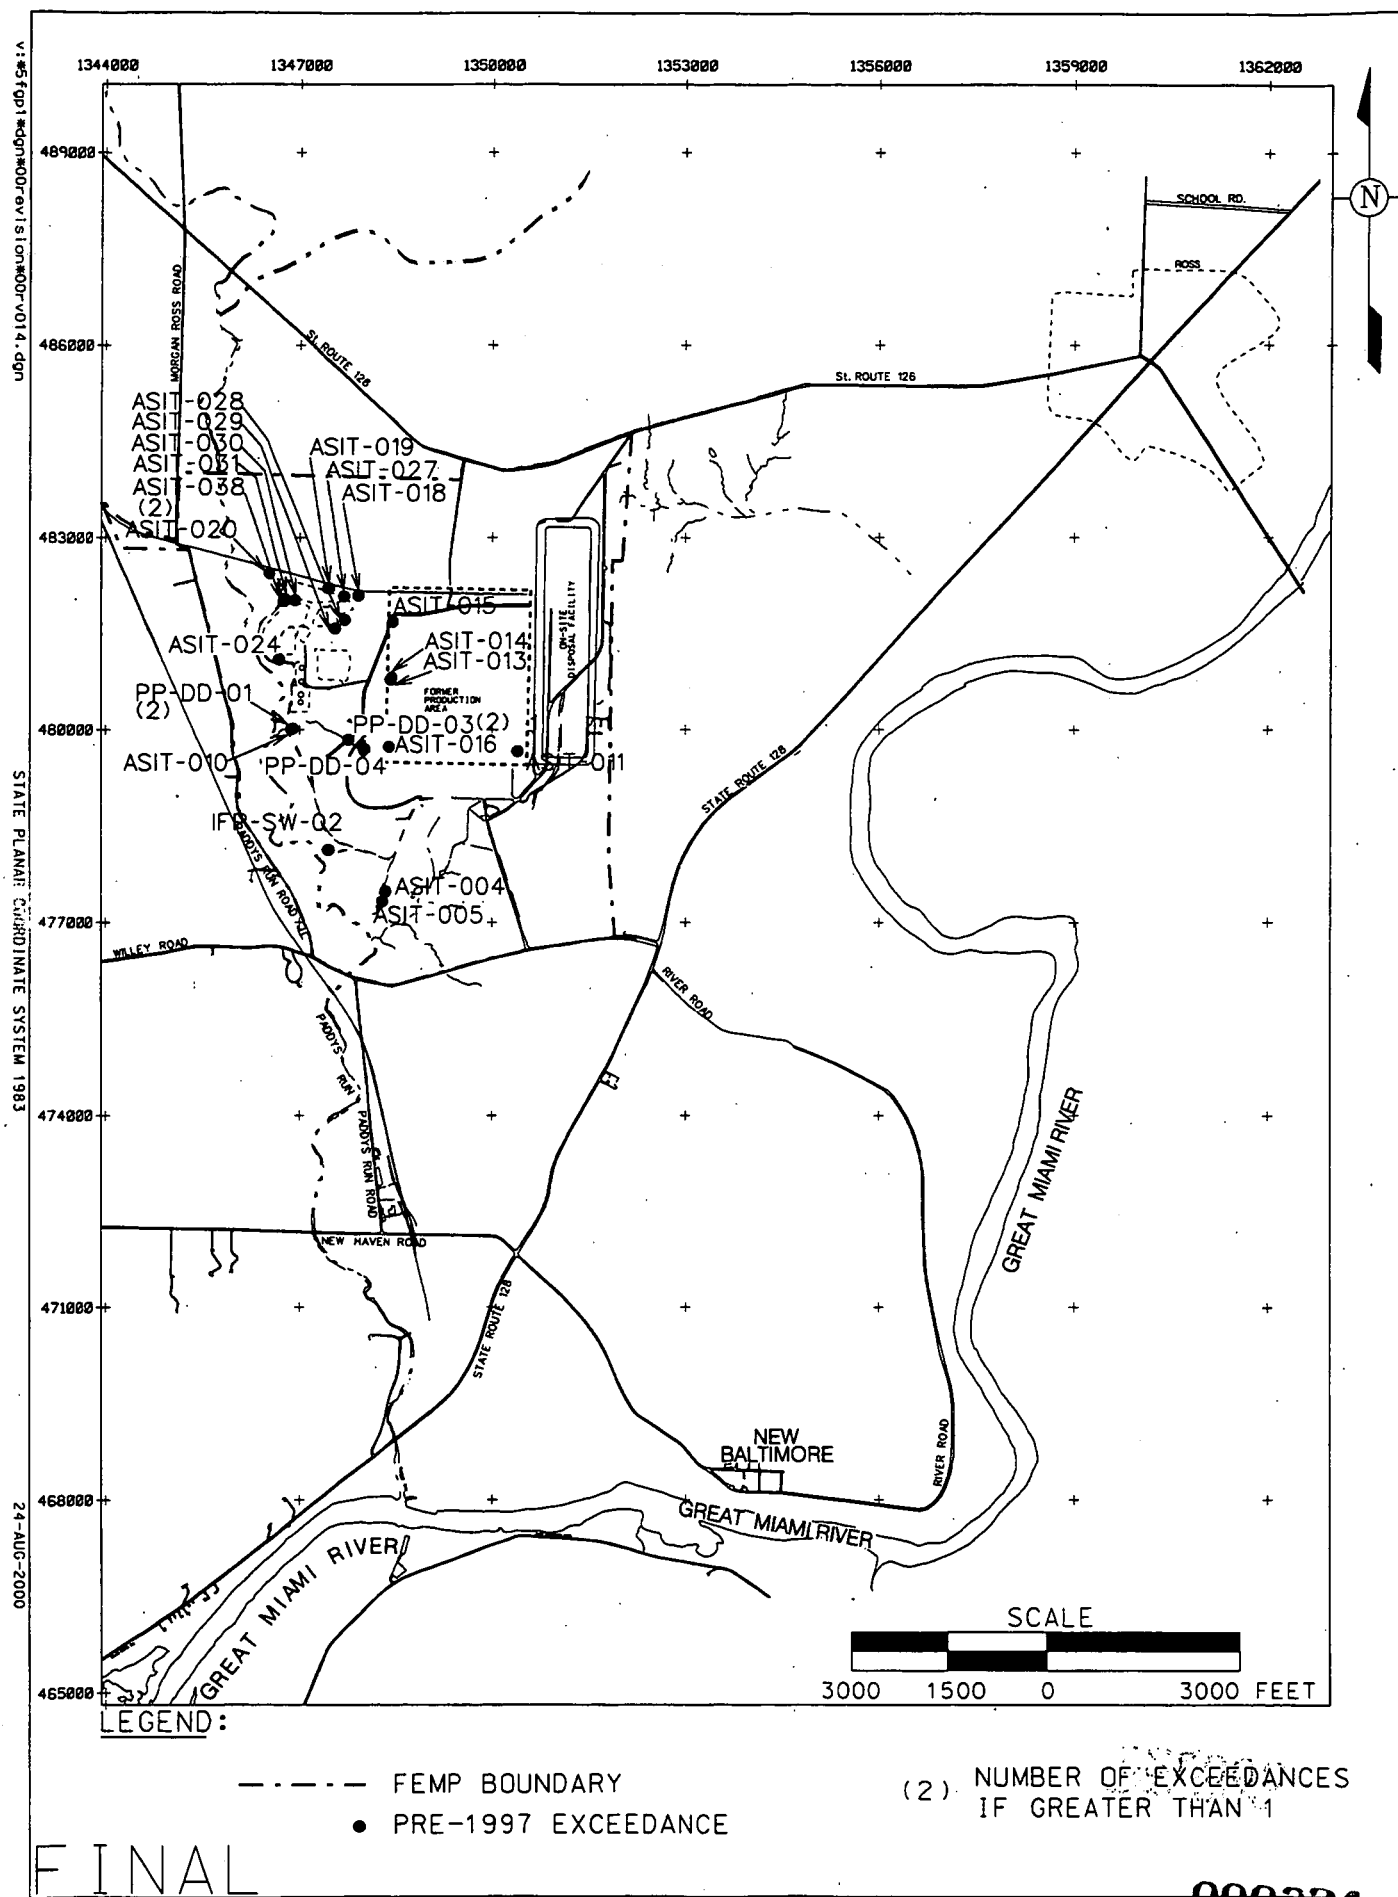 1344000 1347000 1350000 1353000 1356000 1359000 1362000
v:*5fgp1*dgn*00revision*00rv014.dgn
489000
N
SCHOOL RD.
ROSS
MORGAN ROSS ROAD
486000
St. ROUTE 126
St. ROUTE 126
ASIT-028
ASIT-029
ASIT-030
ASIT-031
ASIT-038
(2)
ASIT-020
ASIT-019
ASIT-027
ASIT-018
483000
ON-SITE
DISPOSAL FACILITY
ASIT-015
ASIT-014
ASIT-013
ASIT-024
FORMER
PRODUCTION
AREA
PP-DD-01
(2)
480000
PP-DD-03(2)
ASIT-016
ASIT-010
PP-DD-04
ASIT-011
STATE ROUTE 128
IFR-SW-02
PADDYS RUN ROAD
ASIT-004
ASIT-005
477000
WILLEY ROAD
RIVER ROAD
STATE PLANAR COORDINATE SYSTEM 1983
PADDYS RUN
474000
PADDYS RUN ROAD
GREAT MIAMI RIVER
NEW HAVEN ROAD
471000
STATE ROUTE 128
NEW
BALTIMORE
RIVER ROAD
468000
GREAT MIAMI RIVER
GREAT MIAMI RIVER
24-AUG-2000
465000
SCALE
3000 1500 0 3000 FEET
LEGEND:
FEMP BOUNDARY
PRE-1997 EXCEEDANCE
(2) NUMBER OF EXCEEDANCES
IF GREATER THAN 1
FINAL